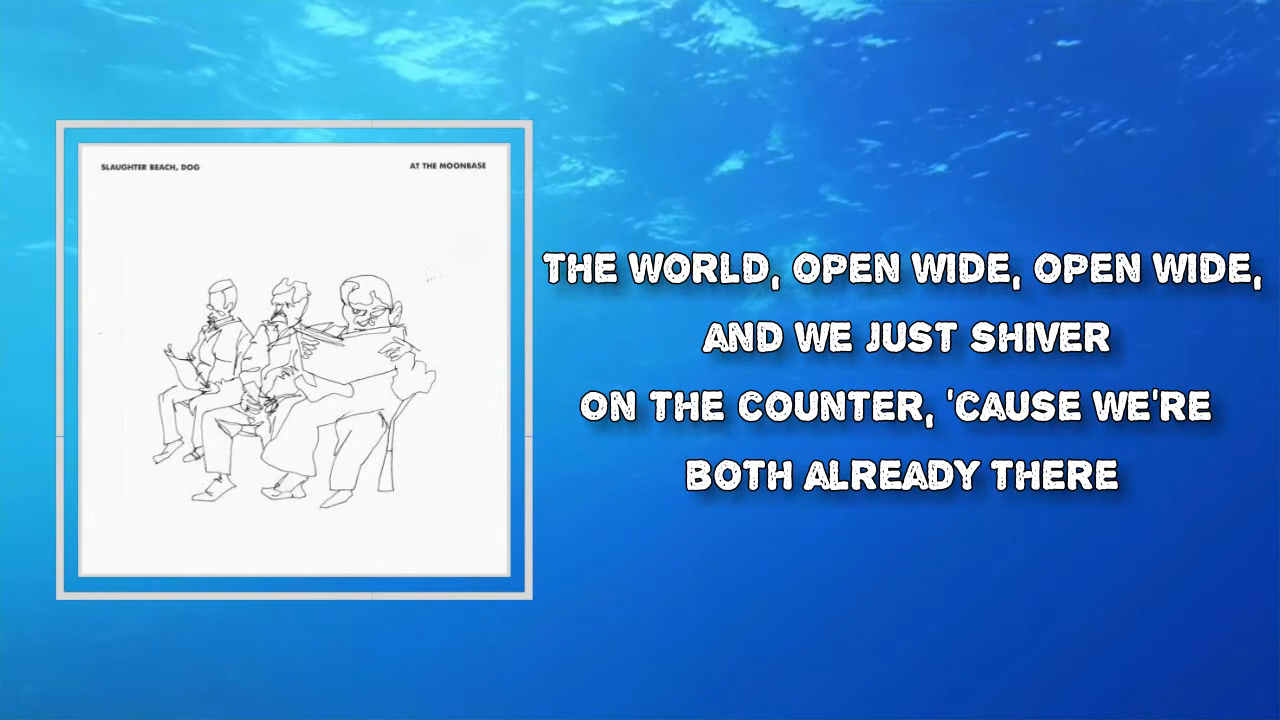 SLAUGHTER BEACH, DOG
AT THE MOONBASE
THE WORLD, OPEN WIDE, OPEN WIDE,
AND WE JUST SHIVER
ON THE COUNTER, 'CAUSE WE'RE
BOTH ALREADY THERE